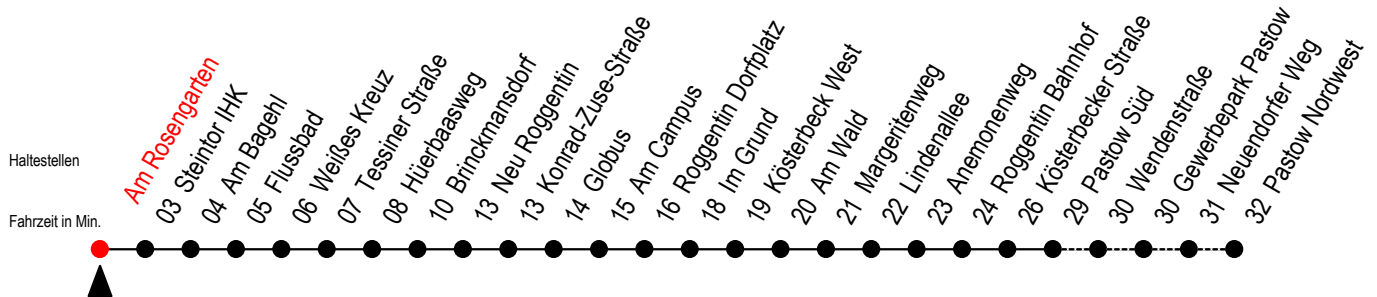 Haltestellen
Fahrzeit in Min.
Am Rosengarten
03 Steintor IHK
04 Am Bagehl
05 Flussbad
06 Weißes Kreuz
07 Tessiner Straße
08 Hüerbaasweg
10 Brinckmansdorf
13 Neu Roggentin
13 Konrad-Zuse-Straße
14 Globus
15 Am Campus
16 Roggentin Dorfplatz
18 Im Grund
19 Kösterbeck West
20 Am Wald
21 Margeritenweg
22 Lindenallee
23 Anemonenweg
24 Roggentin Bahnhof
26 Kösterbecker Straße
29 Pastow Süd
30 Wendenstraße
30 Gewerbepark Pastow
31 Neuendorfer Weg
32 Pastow Nordwest